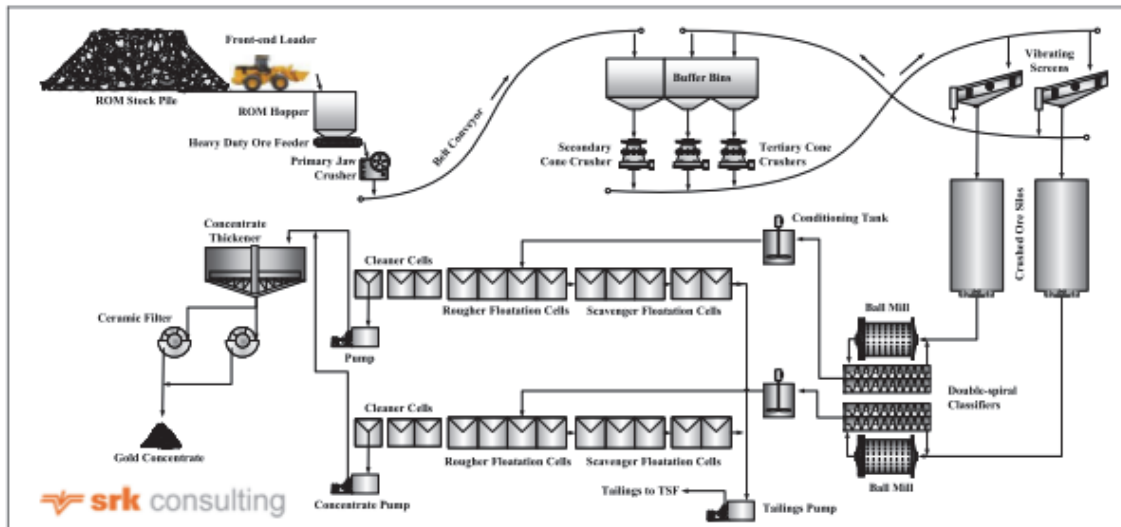 Front-end Loader
ROM Stock Pile
ROM Hopper
Heavy Duty Ore Feeder
Primary Jaw
Crusher
Belt Conveyor
Buffer Bins
Secondary
Cone Crusher
Tertiary Cone
Crushers
Vibrating
Screens
Crushed Ore Silos
Concentrate
Thickener
Ceramic Filter
Gold Concentrate
Cleaner Cells
Rougher Floatation Cells
Scavenger Floatation Cells
Pump
Conditioning Tank
Ball Mill
Double-spiral
Classifiers
Ball Mill
Cleaner Cells
Rougher Floatation Cells
Scavenger Floatation Cells
Concentrate Pump
Tailings to TSF
Tailings Pump
srk consulting